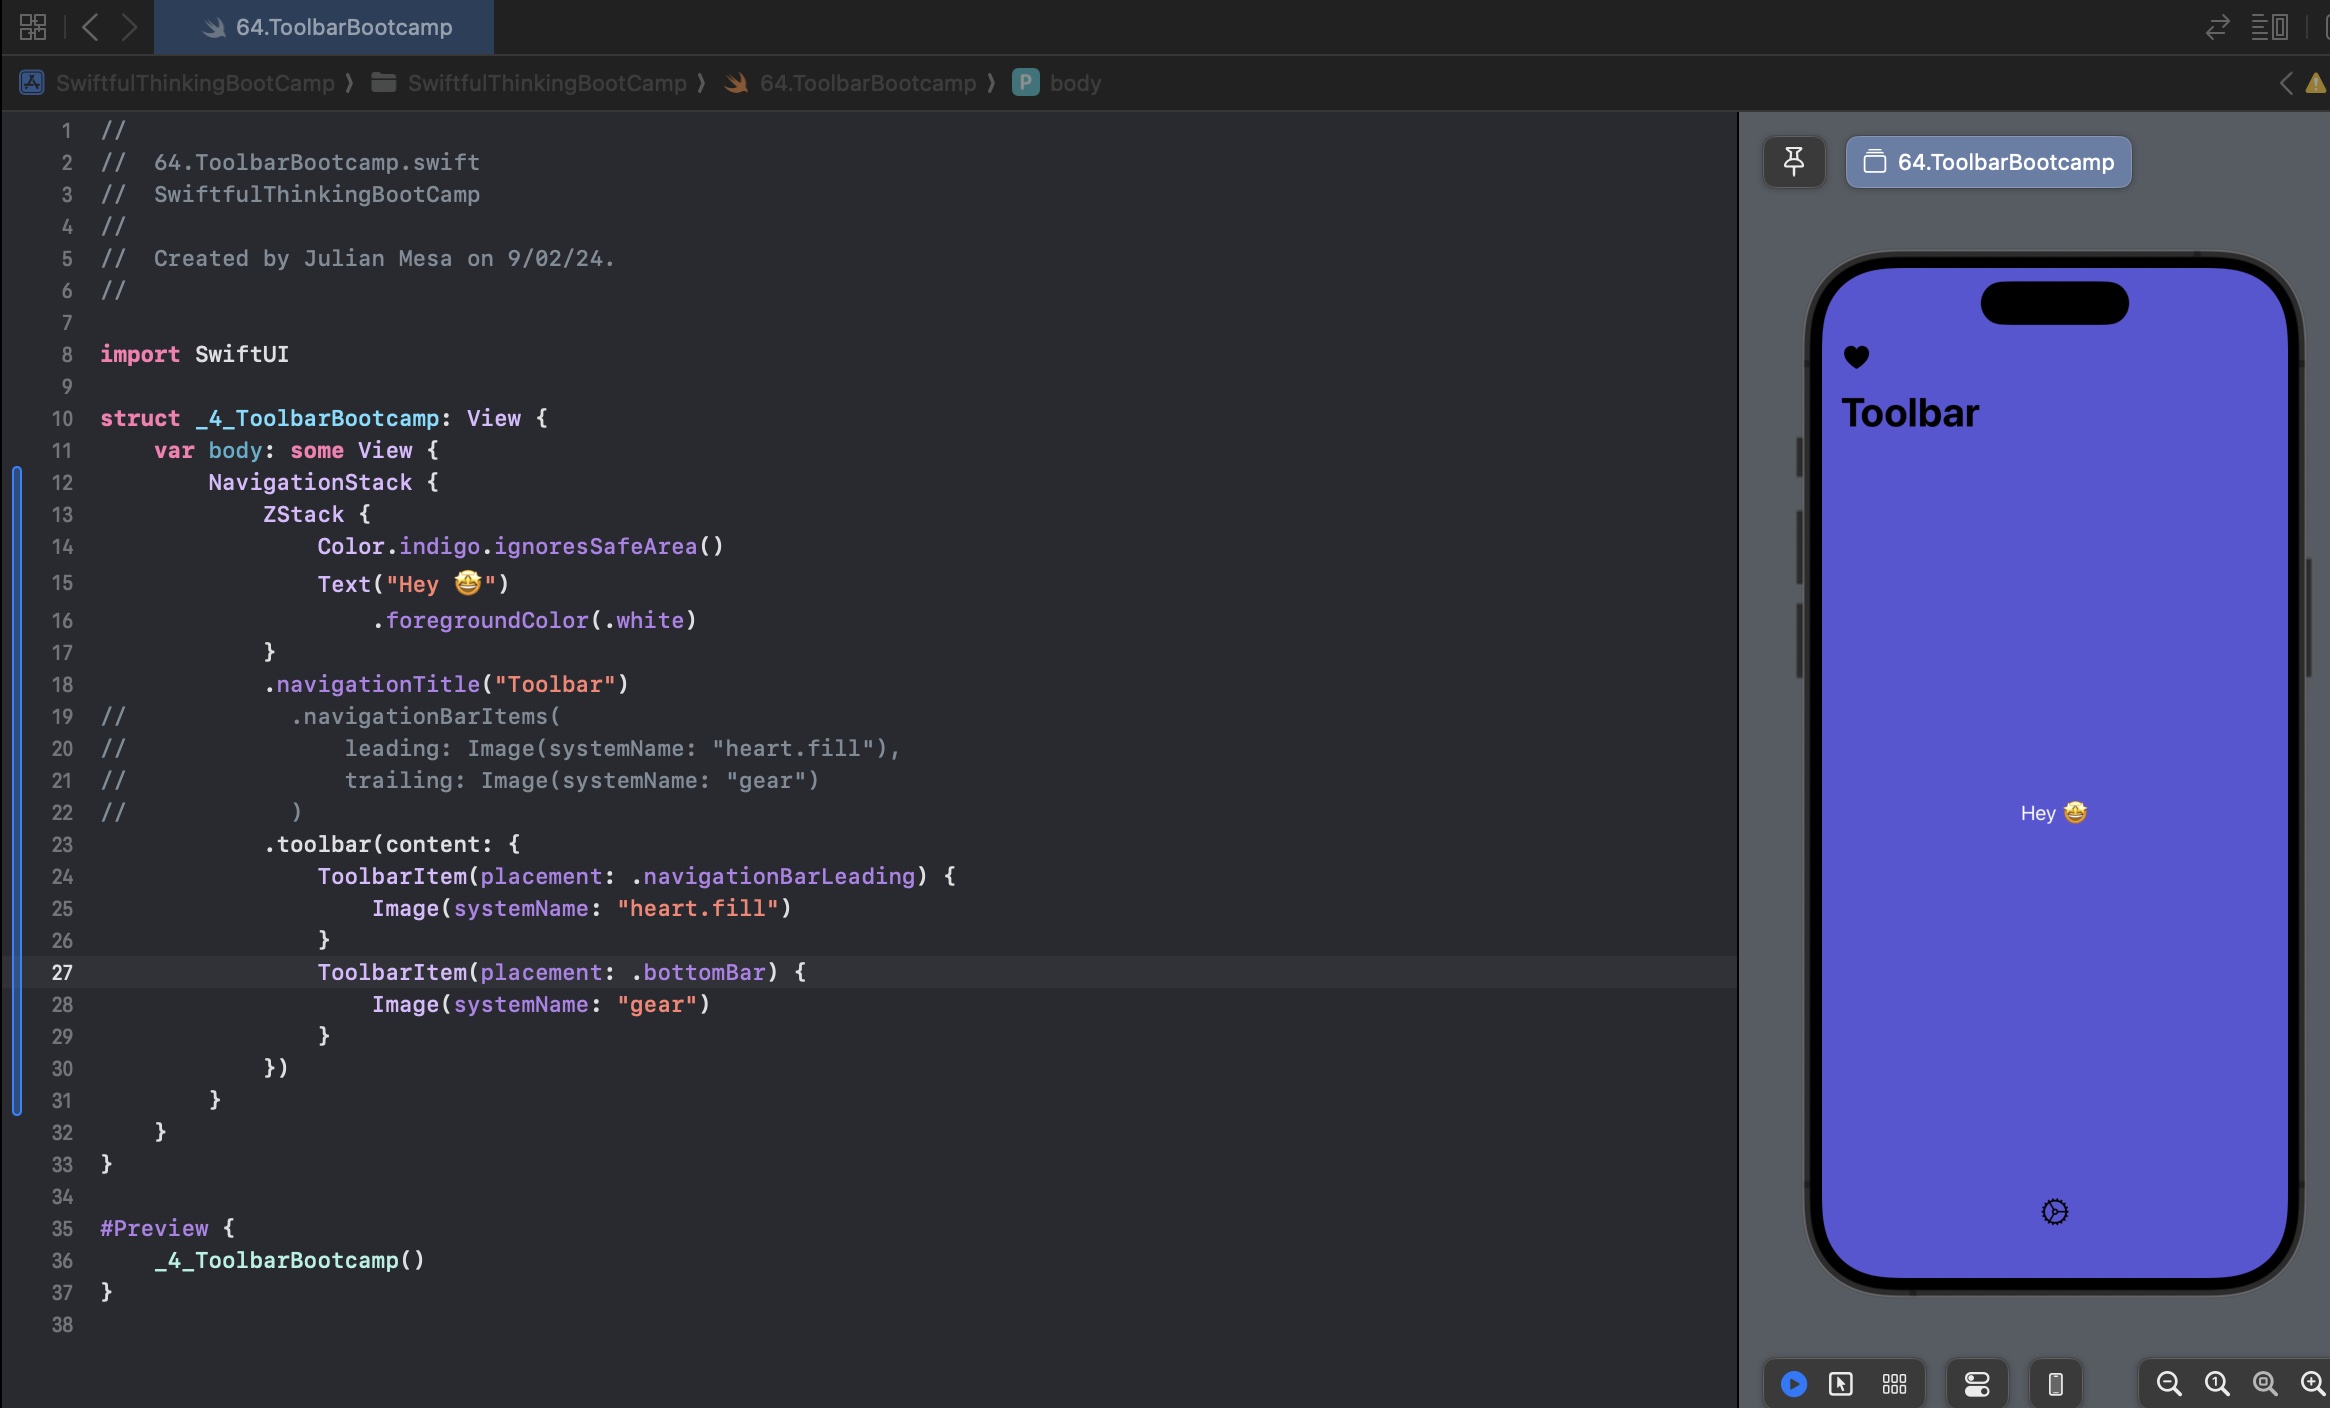 64.ToolbarBootcamp
SwiftfulThinkingBootCamp ⟩ SwiftfulThinkingBootCamp ⟩ 64.ToolbarBootcamp ⟩ P body
1 //
2 //  64.ToolbarBootcamp.swift
3 //  SwiftfulThinkingBootCamp
4 //
5 //  Created by Julian Mesa on 9/02/24.
6 //
7
8 import SwiftUI
9
10 struct _4_ToolbarBootcamp: View {
11     var body: some View {
12         NavigationStack {
13             ZStack {
14                 Color.indigo.ignoresSafeArea()
15                 Text("Hey 🤩")
16                     .foregroundColor(.white)
17             }
18             .navigationTitle("Toolbar")
19 //            .navigationBarItems(
20 //                leading: Image(systemName: "heart.fill"),
21 //                trailing: Image(systemName: "gear")
22 //            )
23             .toolbar(content: {
24                 ToolbarItem(placement: .navigationBarLeading) {
25                     Image(systemName: "heart.fill")
26                 }
27                 ToolbarItem(placement: .bottomBar) {
28                     Image(systemName: "gear")
29                 }
30             })
31         }
32     }
33 }
34
35 #Preview {
36     _4_ToolbarBootcamp()
37 }
38
64.ToolbarBootcamp
Toolbar
Hey 🤩